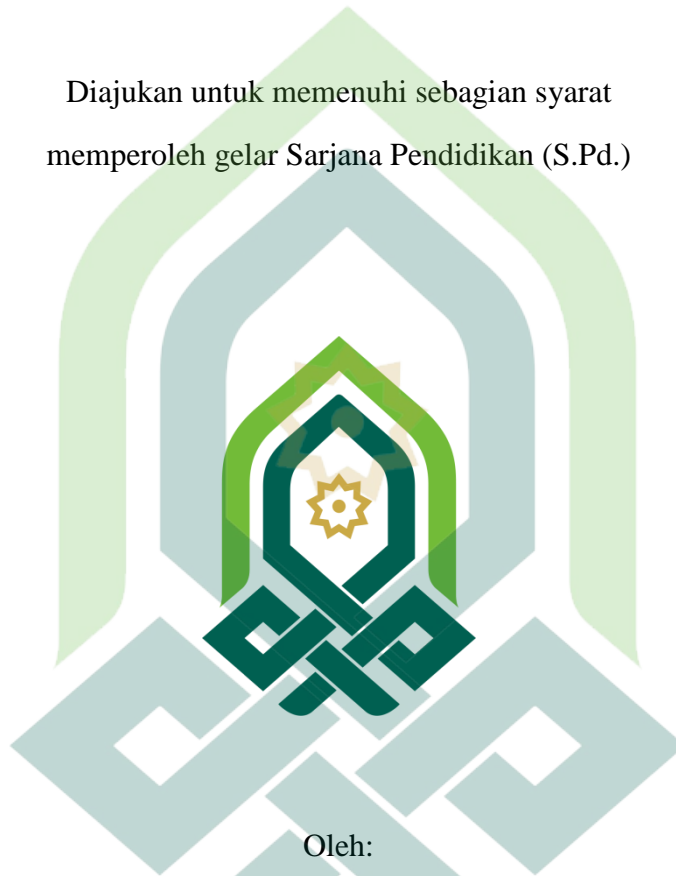 Diajukan untuk memenuhi sebagian syarat
memperoleh gelar Sarjana Pendidikan (S.Pd.)
Oleh: